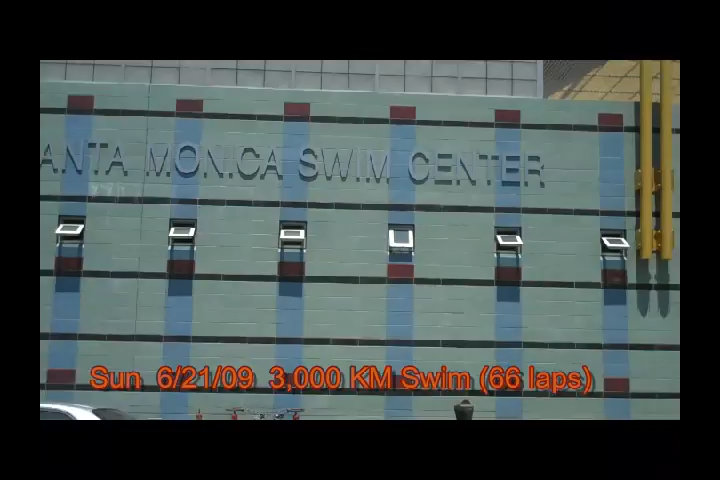 ANTA MONICA SWIM CENTER
Sun 6/21/09 3,000 KM Swim (66 laps)